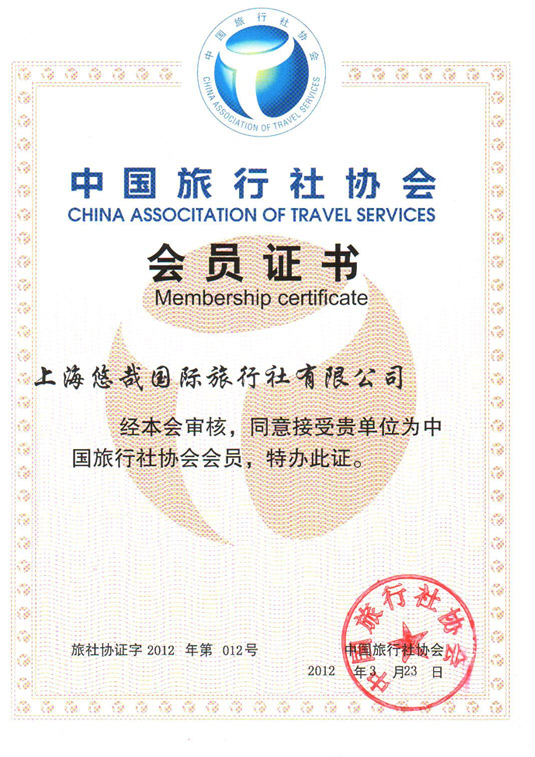 中国旅行社协会
CHINA ASSOCIATION OF TRAVEL SERVICES
中国旅行社协会
CHINA ASSOCITATION OF TRAVEL SERVICES
会员证书
Membership certificate
上海悠哉国际旅行社有限公司
经本会审核，同意接受贵单位为中
国旅行社协会会员，特办此证。
旅社协证字 2012 年第 012号
中国旅行社协会
2012 年3 月23 日
中国旅行社协会